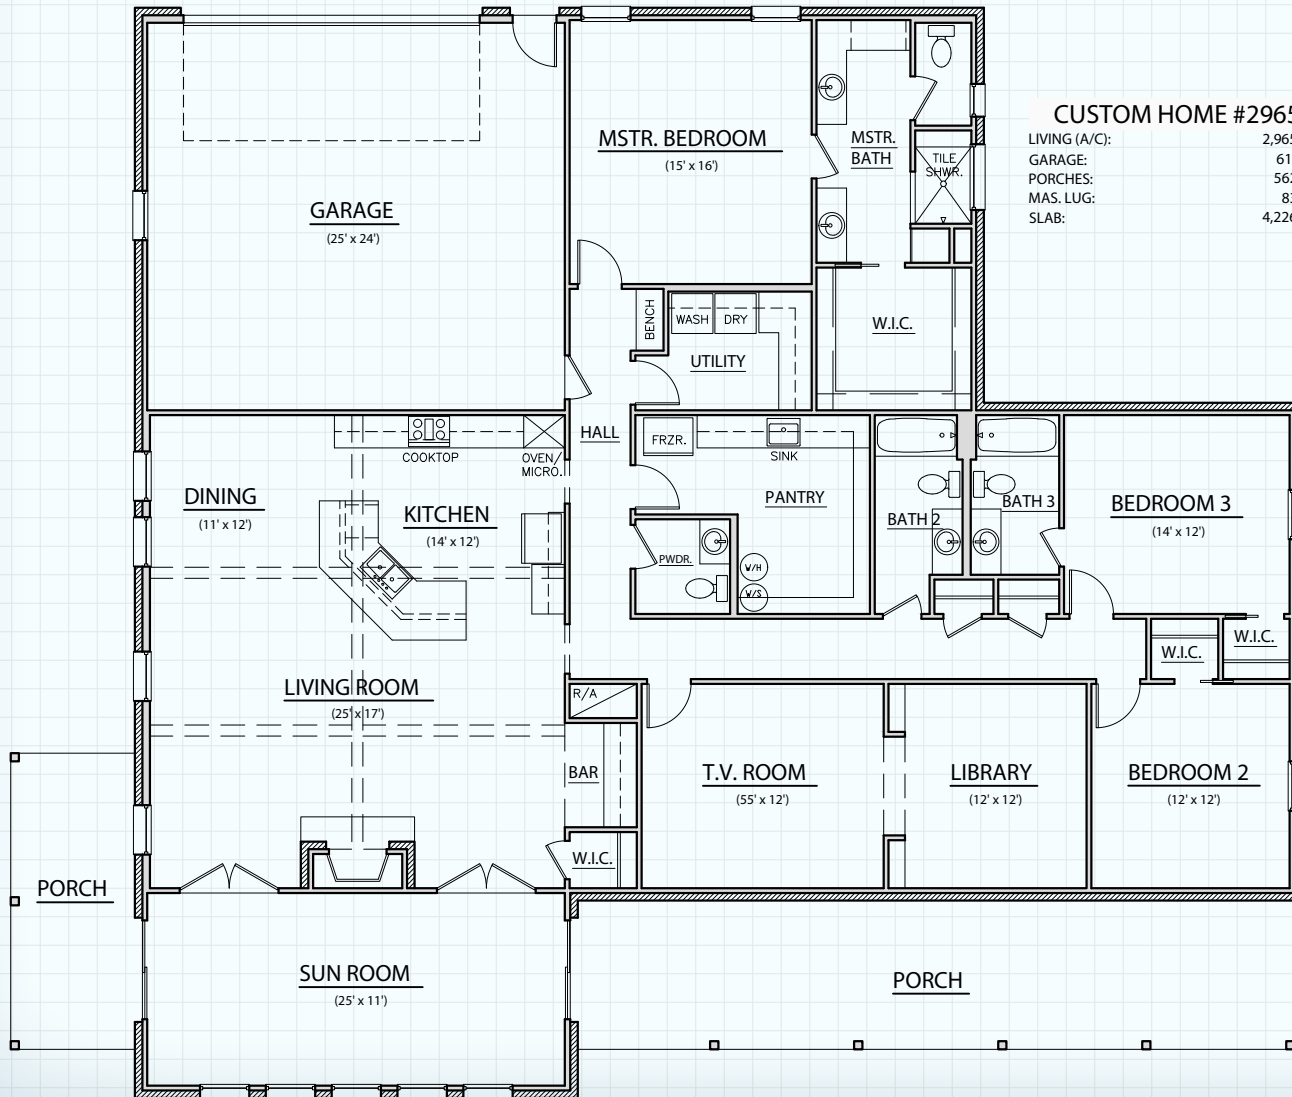 CUSTOM HOME #2965
LIVING (A/C): 2,965
GARAGE: 61
PORCHES: 562
MAS. LUG: 83
SLAB: 4,226
MSTR. BEDROOM
(15' x 16')
MSTR.
BATH
TILE
SHWR.
GARAGE
(25' x 24')
BENCH
WASH
DRY
W.I.C.
UTILITY
HALL
FRZR.
SINK
COOKTOP
OVEN/
MICRO.
DINING
(11' x 12')
KITCHEN
(14' x 12')
PANTRY
BATH 2
BATH 3
BEDROOM 3
(14' x 12')
PWDR.
W/H
W/S
W.I.C.
W.I.C.
LIVING ROOM
(25' x 17')
R/A
BAR
T.V. ROOM
(55' x 12')
LIBRARY
(12' x 12')
BEDROOM 2
(12' x 12')
W.I.C.
PORCH
SUN ROOM
(25' x 11')
PORCH